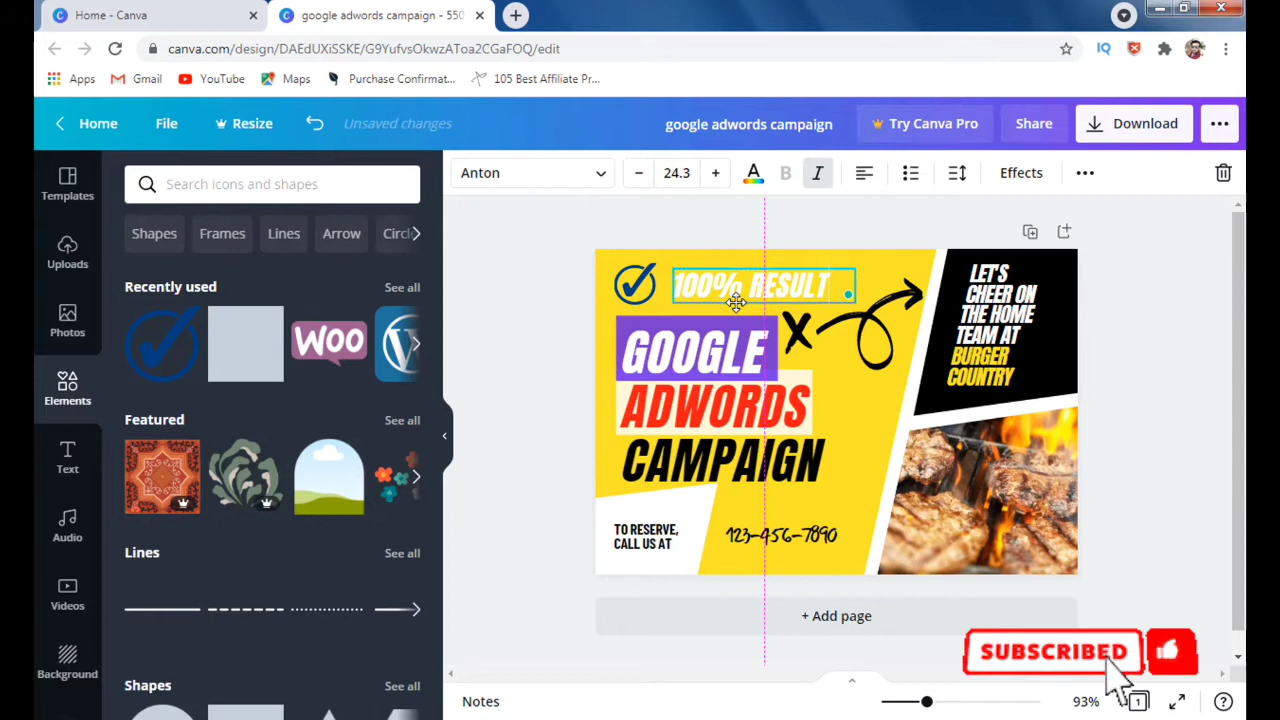 Home - Canva
google adwords campaign - 550
canva.com/design/DAEdUXiSSKE/G9YufvsOkwzAToa2CGaFOQ/edit
IQ
Apps
Gmail
YouTube
Maps
Purchase Confirmat...
105 Best Affiliate Pr...
Home
File
Resize
Unsaved changes
google adwords campaign
Try Canva Pro
Share
Download
Templates
Uploads
Photos
Elements
Text
Audio
Videos
Background
Search icons and shapes
Shapes
Frames
Lines
Arrow
Circl
Recently used
See all
WOO
Featured
See all
Lines
See all
Shapes
See all
Anton
24.3
A
B
I
Effects
100% RESULT
GOOGLE
ADWORDS
CAMPAIGN
TO RESERVE,
CALL US AT
123-456-7890
LET'S
CHEER ON
THE HOME
TEAM AT
BURGER
COUNTRY
+ Add page
SUBSCRIBED
Notes
93%
1